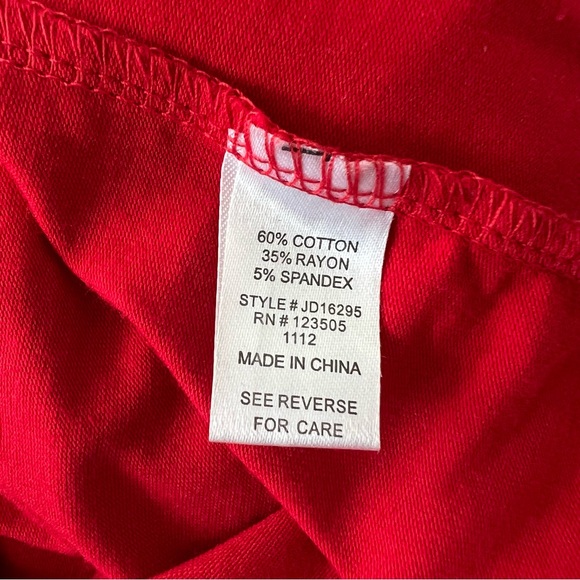 60% COTTON
35% RAYON
5% SPANDEX
STYLE # JD16295
RN # 123505
1112
MADE IN CHINA
SEE REVERSE
FOR CARE